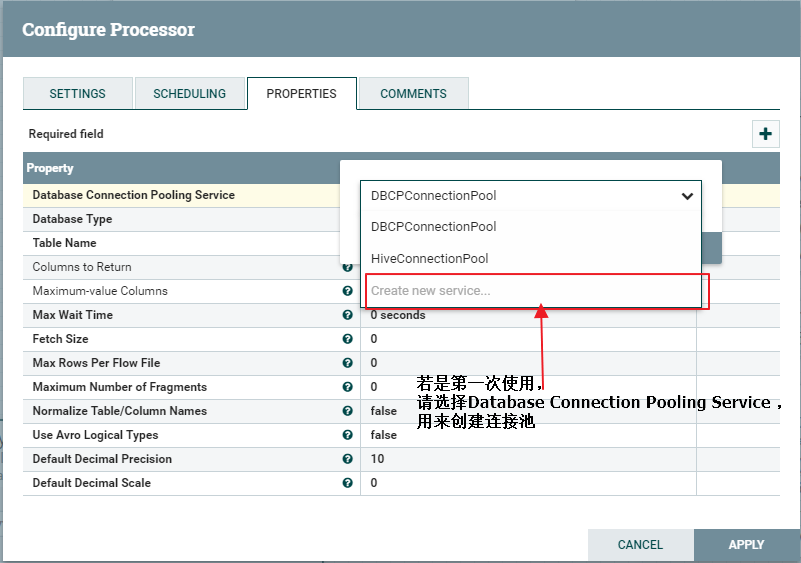 Configure Processor
SETTINGS
SCHEDULING
PROPERTIES
COMMENTS
Required field
Property
Database Connection Pooling Service
DBCPConnectionPool
DBCPConnectionPool
HiveConnectionPool
Create new service...
Database Type
Table Name
Columns to Return
Maximum-value Columns
Max Wait Time
0 seconds
Fetch Size
0
Max Rows Per Flow File
0
Maximum Number of Fragments
0
Normalize Table/Column Names
false
Use Avro Logical Types
false
Default Decimal Precision
10
Default Decimal Scale
0
若是第一次使用，
请选择Database Connection Pooling Service，
用来创建连接池
CANCEL
APPLY